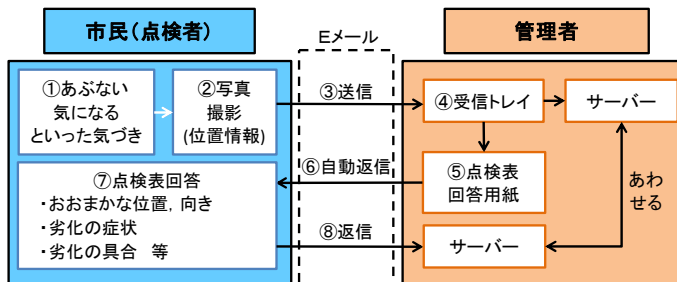 市民(点検者)
Eメール
管理者
①あぶない
気になる
といった気づき
②写真
撮影
(位置情報)
③送信
④受信トレイ
サーバー
⑥自動返信
⑤点検表
回答用紙
あわ
せる
⑦点検表回答
・おおまかな位置, 向き
・劣化の症状
・劣化の具合 等
⑧返信
サーバー